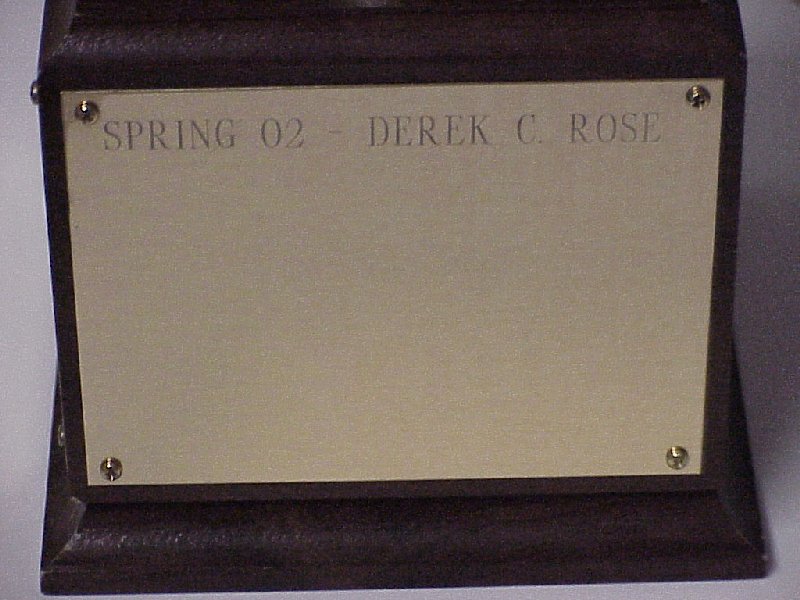 SPRING 02 - DEREK C. ROSE